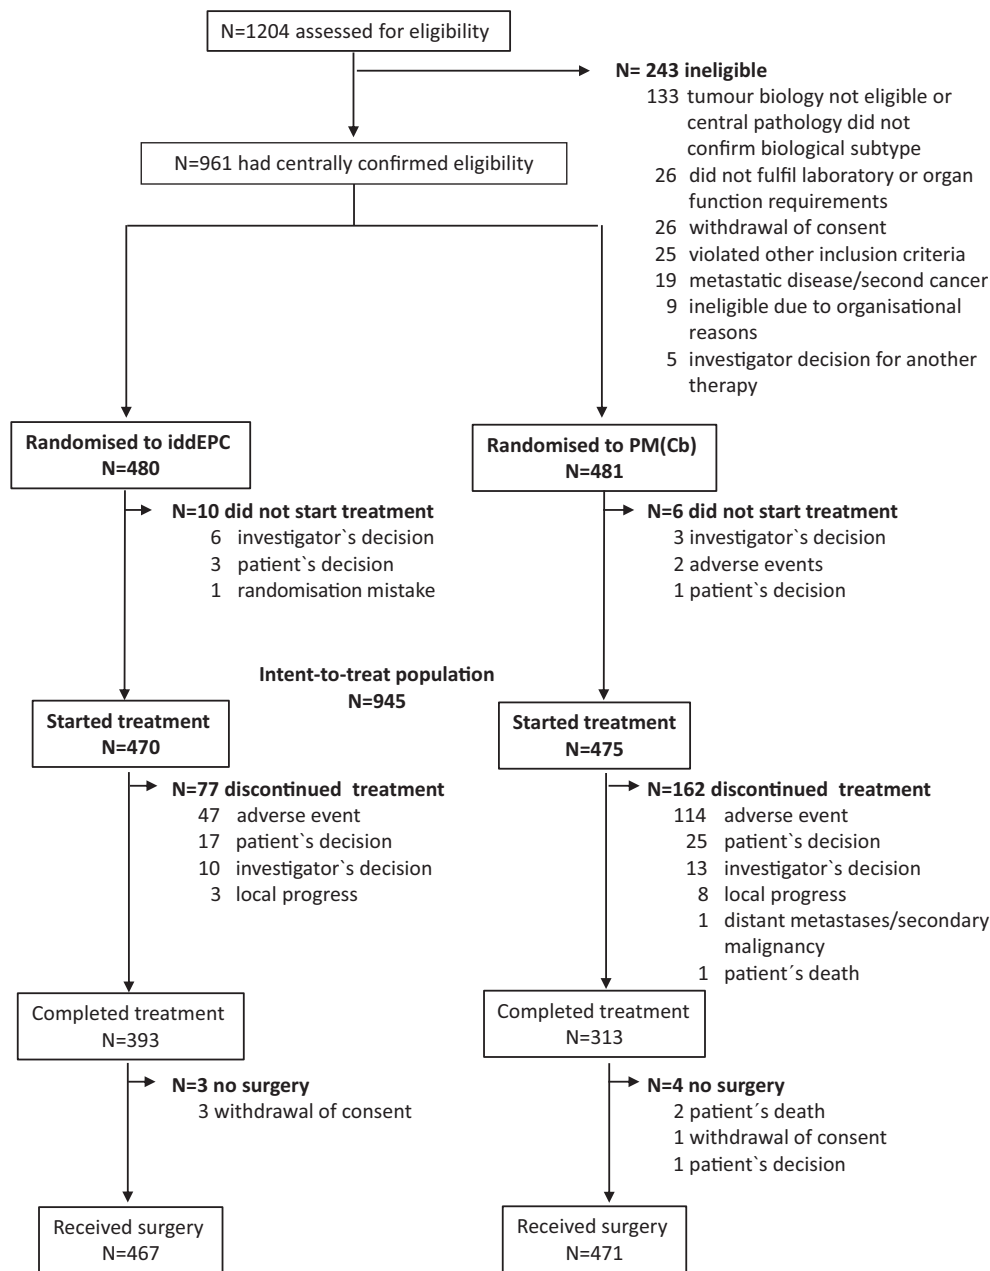 N=1204 assessed for eligibility
N= 243 ineligible
133 tumour biology not eligible or
central pathology did not
confirm biological subtype
26 did not fulfil laboratory or organ
function requirements
26 withdrawal of consent
25 violated other inclusion criteria
19 metastatic disease/second cancer
9 ineligible due to organisational
reasons
5 investigator decision for another
therapy
N=961 had centrally confirmed eligibility
Randomised to iddEPC
N=480
Randomised to PM(Cb)
N=481
N=10 did not start treatment
6 investigator`s decision
3 patient`s decision
1 randomisation mistake
N=6 did not start treatment
3 investigator`s decision
2 adverse events
1 patient`s decision
Intent-to-treat population
N=945
Started treatment
N=470
Started treatment
N=475
N=77 discontinued treatment
47 adverse event
17 patient`s decision
10 investigator`s decision
3 local progress
N=162 discontinued treatment
114 adverse event
25 patient`s decision
13 investigator`s decision
8 local progress
1 distant metastases/secondary
malignancy
1 patient´s death
Completed treatment
N=393
Completed treatment
N=313
N=3 no surgery
3 withdrawal of consent
N=4 no surgery
2 patient´s death
1 withdrawal of consent
1 patient`s decision
Received surgery
N=467
Received surgery
N=471